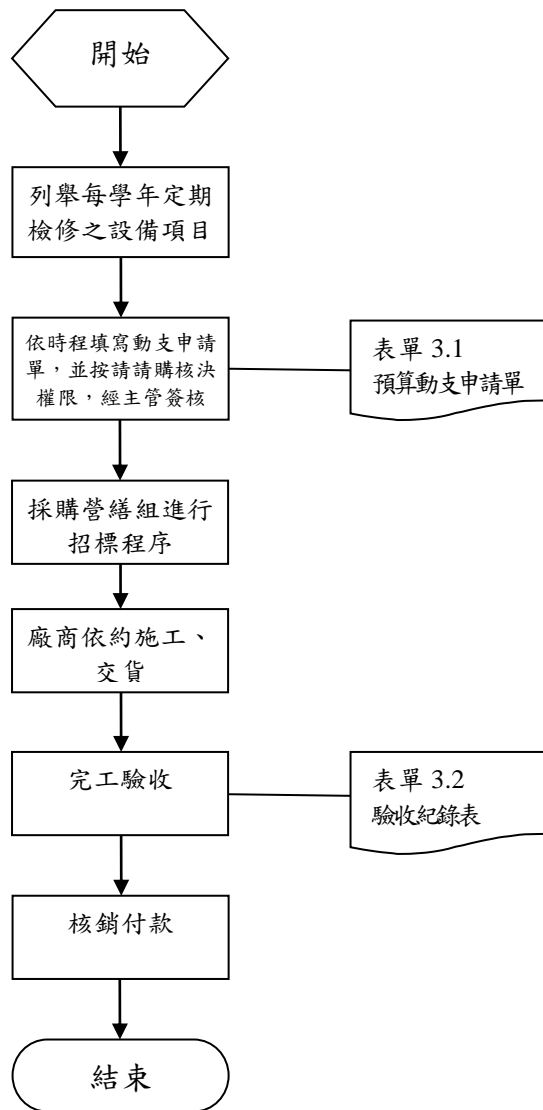 開始
列舉每學年定期
檢修之設備項目
依時程填寫動支申請
單，並按請請購核決
權限，經主管簽核
表單 3.1
預算動支申請單
採購營繕組進行
招標程序
廠商依約施工、
交貨
完工驗收
表單 3.2
驗收紀錄表
核銷付款
結束